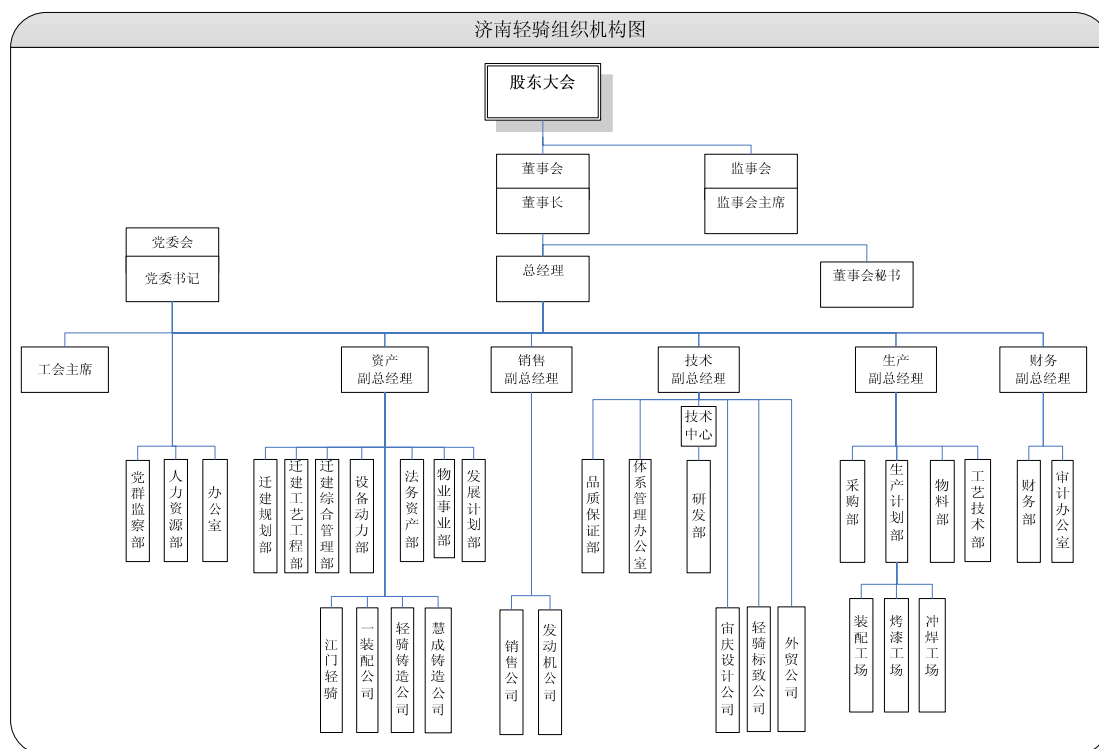 济南轻骑组织机构图
股东大会
董事会
董事长
监事会
监事会主席
党委会
党委书记
总经理
董事会秘书
工会主席
资产
副总经理
销售
副总经理
技术
副总经理
生产
副总经理
财务
副总经理
技术
中心
党群监察部
人力资源部
办公室
迁建规划部
迁建工艺工程部
迁建综合管理部
设备动力部
法务资产部
物业事业部
发展计划部
品质保证部
体系管理办公室
研发部
采购部
生产计划部
物料部
工艺技术部
财务部
审计办公室
江门轻骑
一装配公司
轻骑铸造公司
慧成铸造公司
销售公司
发动机公司
宙庆设计公司
轻骑标致公司
外贸公司
装配工场
烤漆工场
冲焊工场